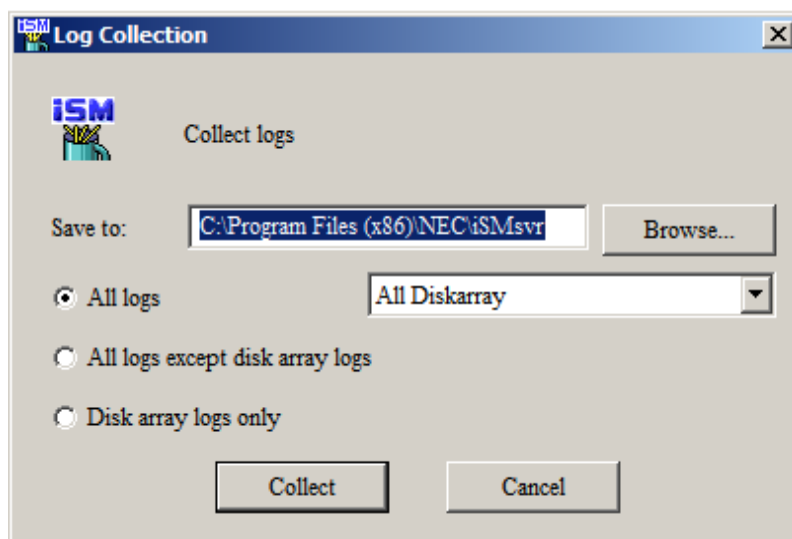 iSM Log Collection
iSM
Collect logs
Save to: C:\Program Files (x86)\NEC\iSMsvr Browse...
All logs All Diskarray
All logs except disk array logs
Disk array logs only
Collect Cancel